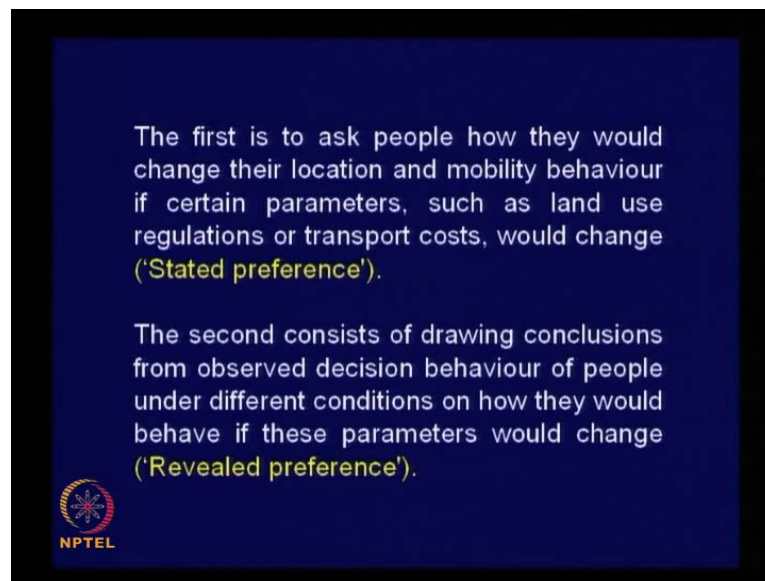 The first is to ask people how they would
change their location and mobility behaviour
if certain parameters, such as land use
regulations or transport costs, would change
('Stated preference').
The second consists of drawing conclusions
from observed decision behaviour of people
under different conditions on how they would
behave if these parameters would change
('Revealed preference').
NPTEL